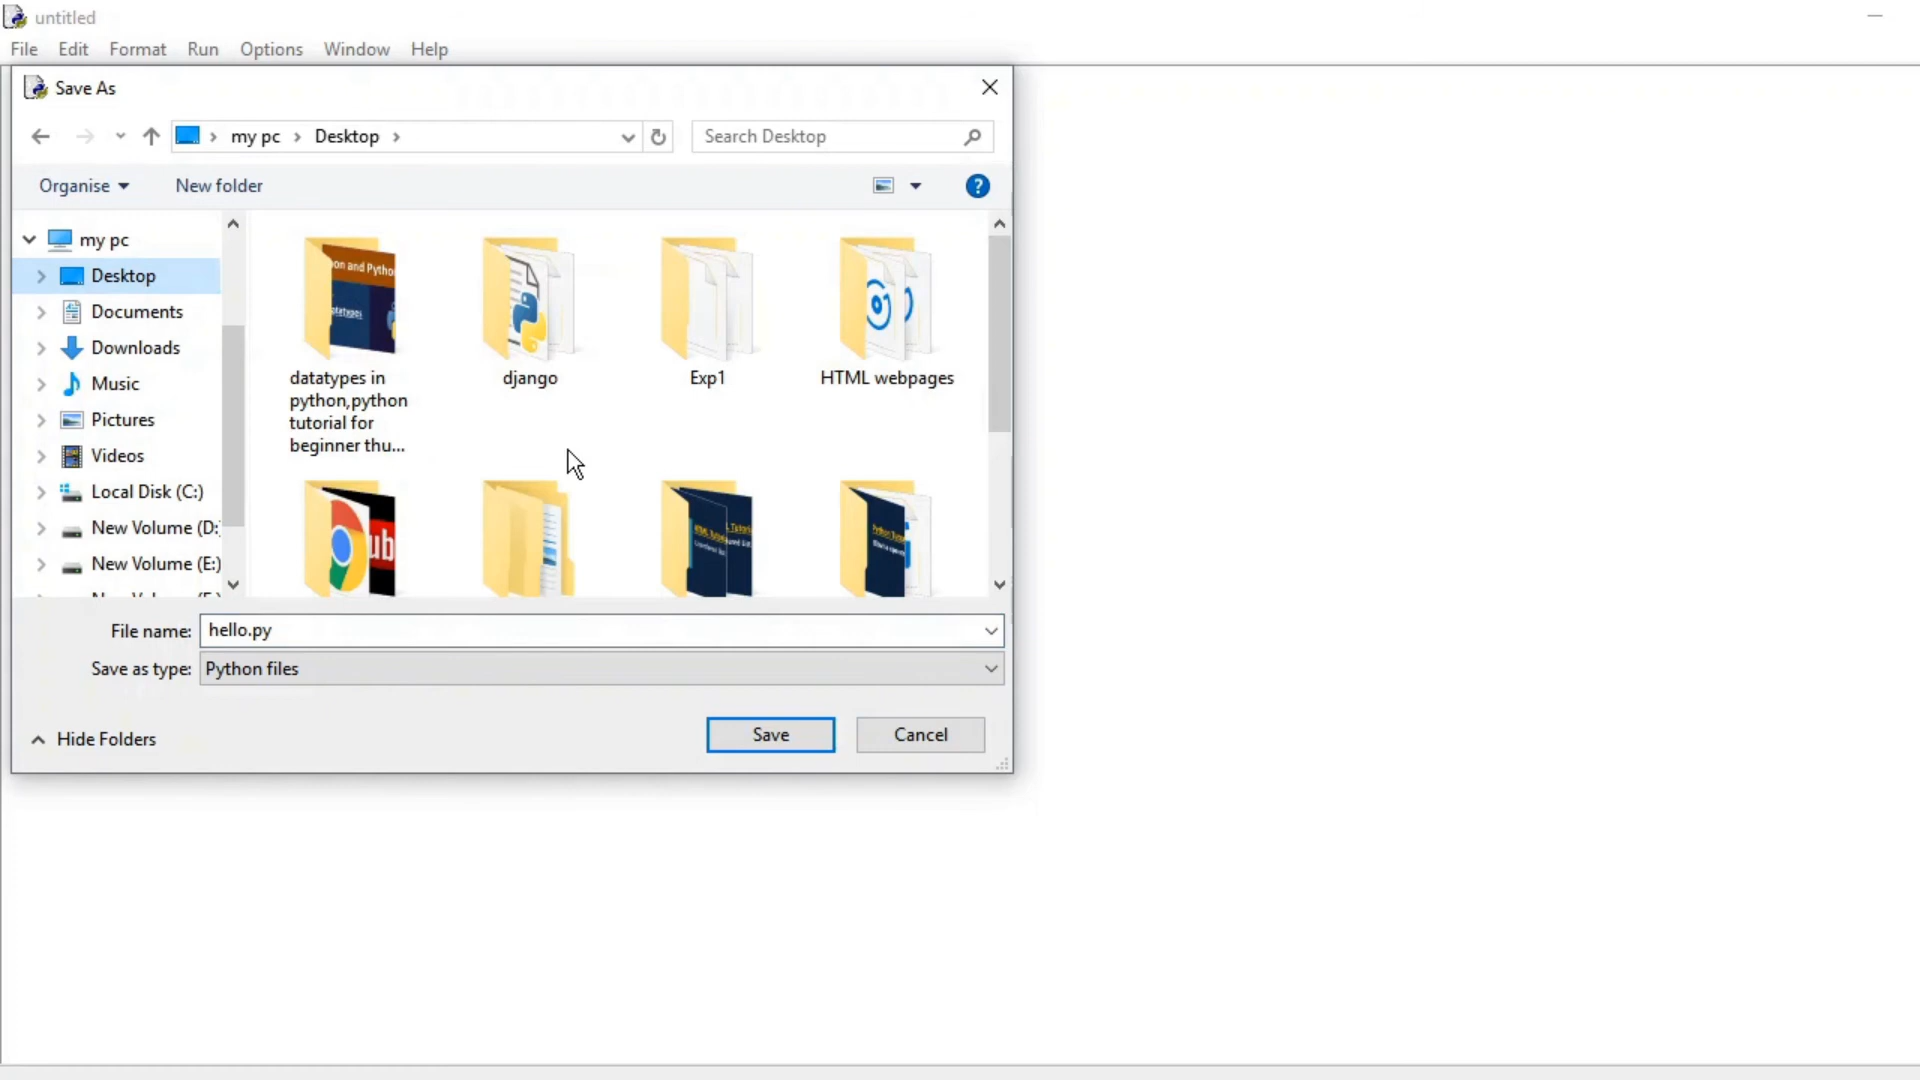 untitled
File Edit Format Run Options Window Help
Save As
my pc Desktop
Search Desktop
Organise New folder
my pc
Desktop
Documents
Downloads
Music
Pictures
Videos
Local Disk (C:)
New Volume (D:
New Volume (E:)
datatypes in
python,python
tutorial for
beginner thu...
django
Exp1
HTML webpages
File name: hello.py
Save as type: Python files
Hide Folders
Save
Cancel